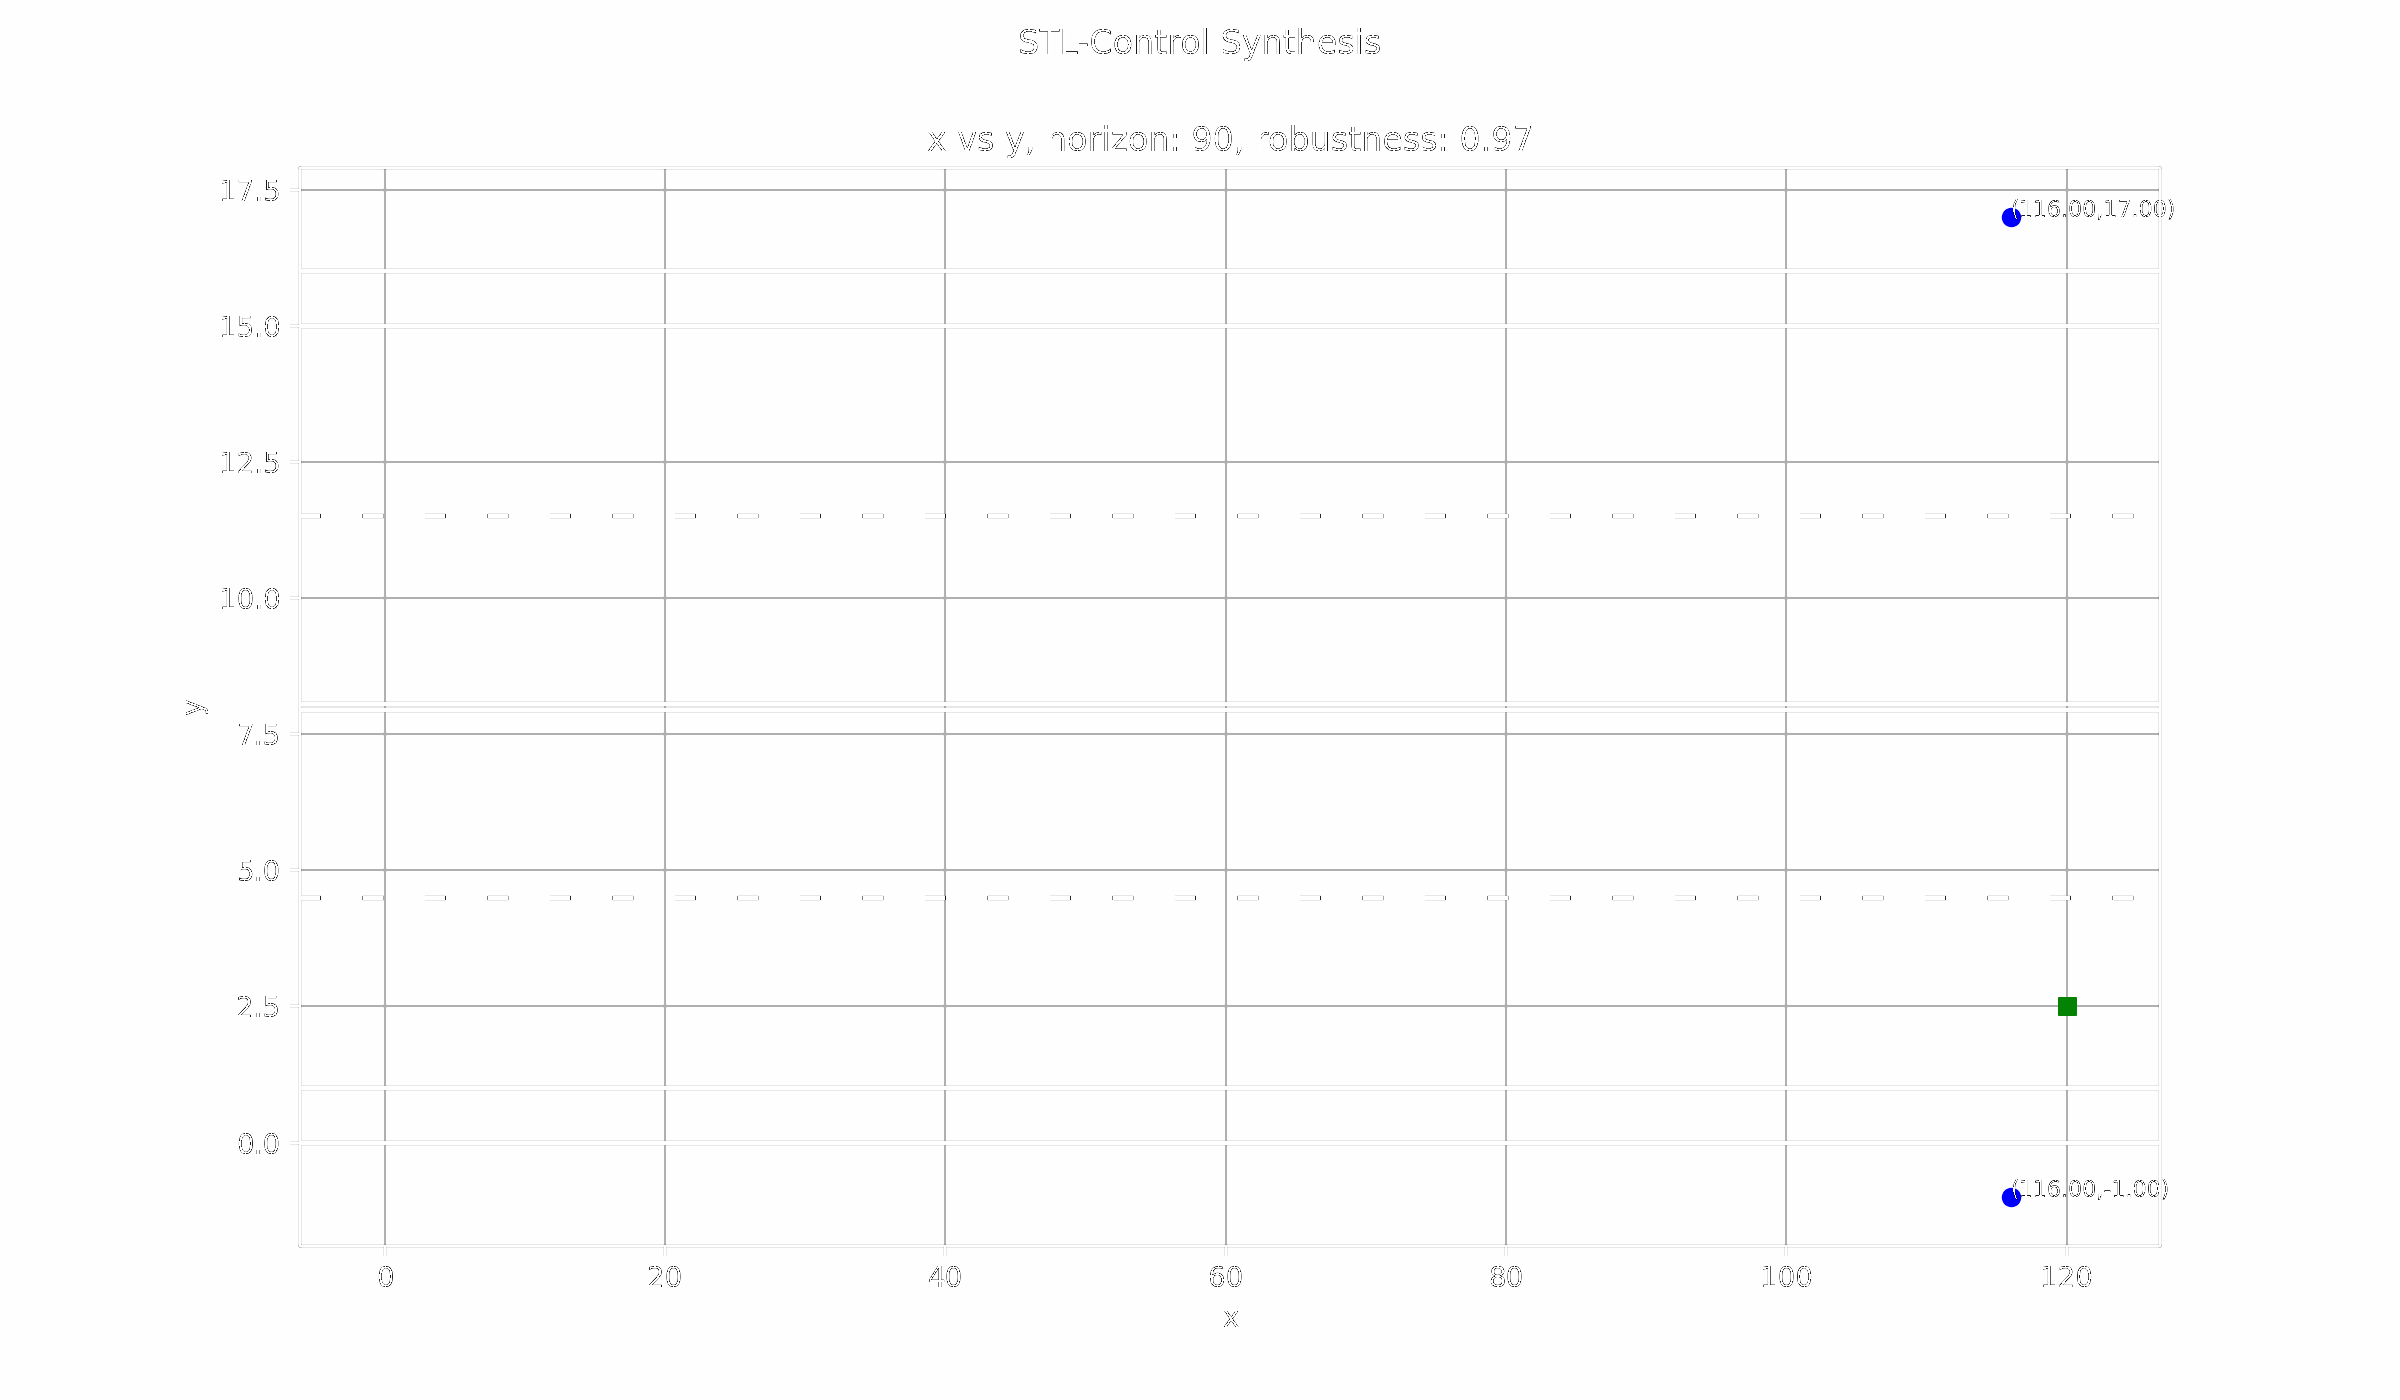 STL-Control Synthesis
x vs y, horizon: 90, robustness: 0.97
17.5
(116.00,17.00)
15.0
12.5
10.0
y
7.5
5.0
2.5
0.0
(116.00,-1.00)
0 20 40 60 80 100 120
x